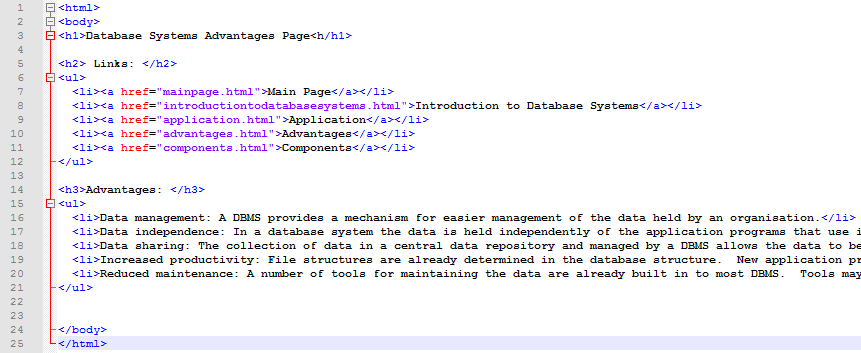 1 <html>
2 <body>
3 <h1>Database Systems Advantages Page<h/h1>
4
5 <h2> Links: </h2>
6 <ul>
7 <li><a href="mainpage.html">Main Page</a></li>
8 <li><a href="introductiontodatabasesystems.html">Introduction to Database Systems</a></li>
9 <li><a href="application.html">Application</a></li>
10 <li><a href="advantages.html">Advantages</a></li>
11 <li><a href="components.html">Components</a></li>
12 </ul>
13
14 <h3>Advantages: </h3>
15 <ul>
16 <li>Data management: A DBMS provides a mechanism for easier management of the data held by an organisation.</li>
17 <li>Data independence: In a database system the data is held independently of the application programs that use i
18 <li>Data sharing: The collection of data in a central data repository and managed by a DBMS allows the data to be
19 <li>Increased productivity: File structures are already determined in the database structure.  New application pr
20 <li>Reduced maintenance: A number of tools for maintaining the data are already built in to most DBMS.  Tools may
21 </ul>
22
23
24 </body>
25 </html>